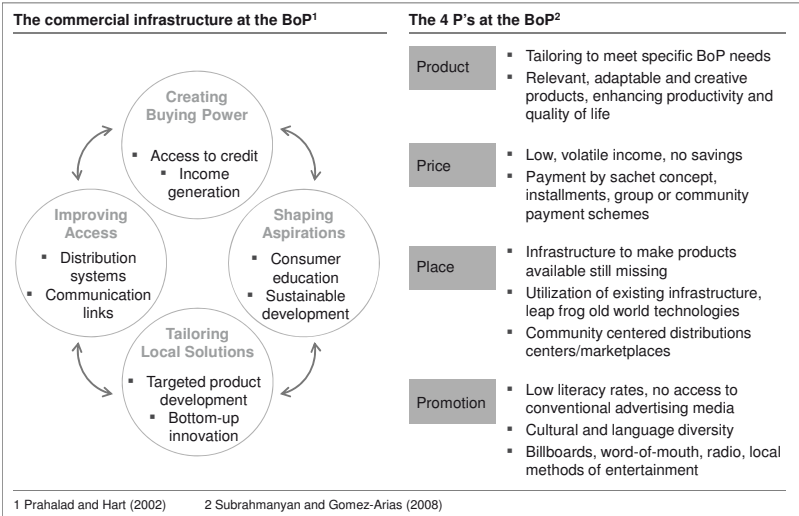 The commercial infrastructure at the BoP1
Creating
Buying Power
▪ Access to credit
▪ Income
generation
Improving
Access
▪ Distribution
systems
▪ Communication
links
Shaping
Aspirations
▪ Consumer
education
▪ Sustainable
development
Tailoring
Local Solutions
▪ Targeted product
development
▪ Bottom-up
innovation
The 4 P's at the BoP2
Product
▪ Tailoring to meet specific BoP needs
▪ Relevant, adaptable and creative
products, enhancing productivity and
quality of life
Price
▪ Low, volatile income, no savings
▪ Payment by sachet concept,
installments, group or community
payment schemes
Place
▪ Infrastructure to make products
available still missing
▪ Utilization of existing infrastructure,
leap frog old world technologies
▪ Community centered distributions
centers/marketplaces
Promotion
▪ Low literacy rates, no access to
conventional advertising media
▪ Cultural and language diversity
▪ Billboards, word-of-mouth, radio, local
methods of entertainment
1 Prahalad and Hart (2002) 2 Subrahmanyan and Gomez-Arias (2008)